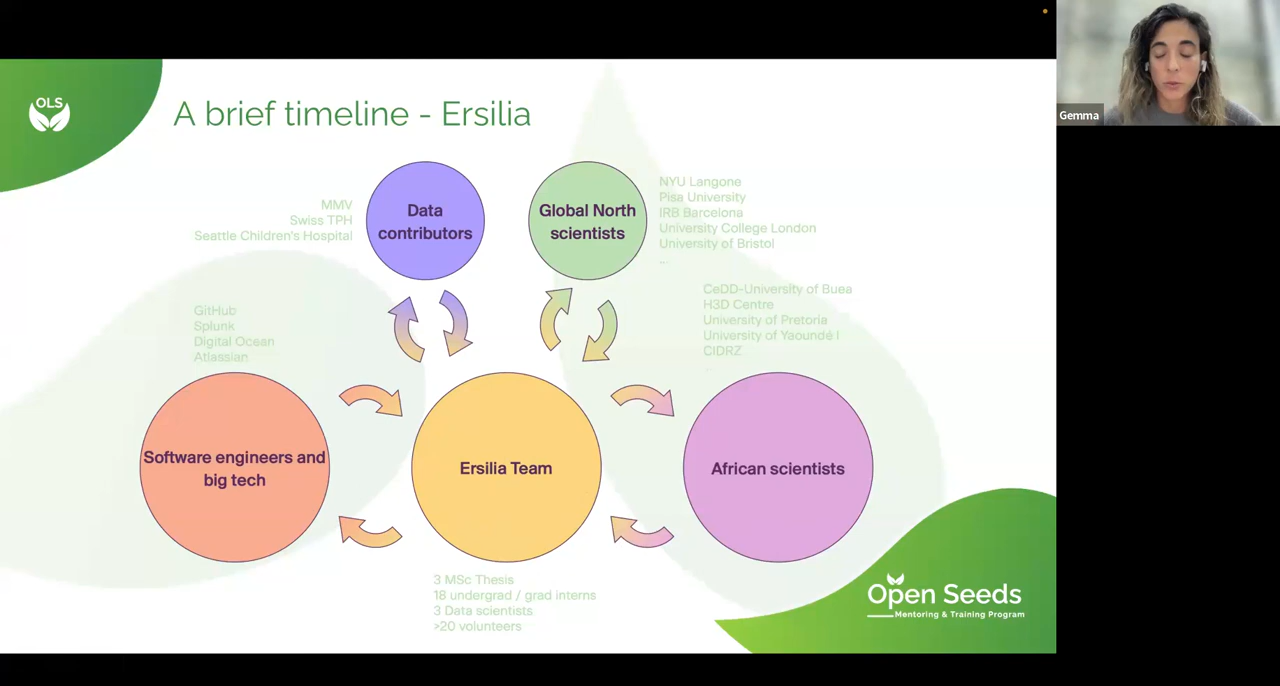 OLS
A brief timeline - Ersilia
Gemma
MMV
Swiss TPH
Seattle Children's Hospital
Data
contributors
Global North
scientists
NYU Langone
Pisa University
IRB Barcelona
University College London
University of Bristol
...
GitHub
Splunk
Digital Ocean
Atlassian
CeDD-University of Buea
H3D Centre
University of Pretoria
University of Yaoundé I
CIDRZ
Software engineers and
big tech
Ersilia Team
African scientists
3 MSc Thesis
18 undergrad / grad interns
3 Data scientists
>20 volunteers
Open Seeds
Mentoring & Training Program